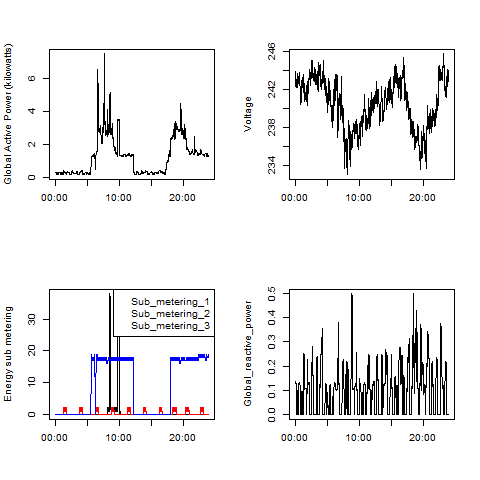 Global Active Power (kilowatts)
6
4
2
0
00:00 10:00 20:00
Voltage
246
242
238
234
00:00 10:00 20:00
Energy sub metering
30
20
10
0
Sub_metering_1
Sub_metering_2
Sub_metering_3
00:00 10:00 20:00
Global_reactive_power
0.5
0.4
0.3
0.2
0.1
0.0
00:00 10:00 20:00